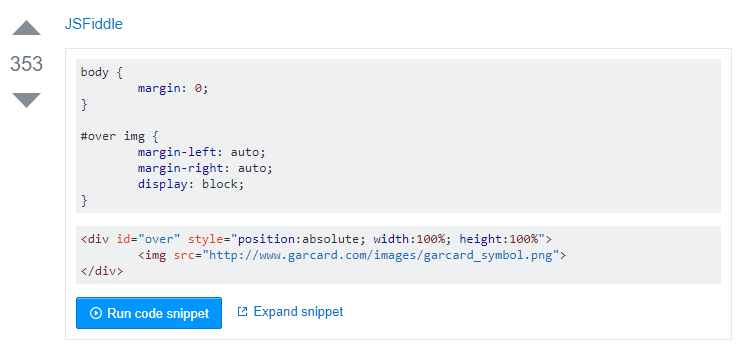 JSFiddle
353
body {
margin: 0;
}
#over img {
margin-left: auto;
margin-right: auto;
display: block;
}
<div id="over" style="position:absolute; width:100%; height:100%">
<img src="http://www.garcard.com/images/garcard_symbol.png">
</div>
Run code snippet
Expand snippet